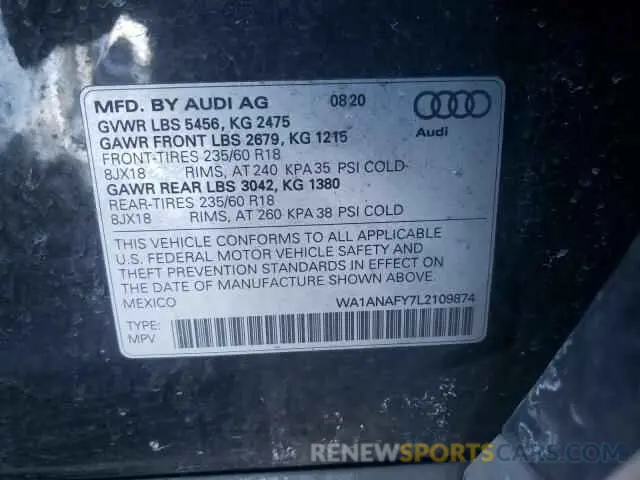 MFD. BY AUDI AG 0820
GVWR LBS 5456, KG 2475
GAWR FRONT LBS 2679, KG 1215
Audi
FRONT-TIRES 235/60 R18
8JX18 RIMS, AT 240 KPA 35 PSI COLD
GAWR REAR LBS 3042, KG 1380
REAR-TIRES 235/60 R18
8JX18 RIMS, AT 260 KPA 38 PSI COLD
THIS VEHICLE CONFORMS TO ALL APPLICABLE
U.S. FEDERAL MOTOR VEHICLE SAFETY AND
THEFT PREVENTION STANDARDS IN EFFECT ON
THE DATE OF MANUFACTURE SHOWN ABOVE.
MEXICO WA1ANAFY7L2109874
TYPE:
MPV
RENEWSPORTSCARS.COM